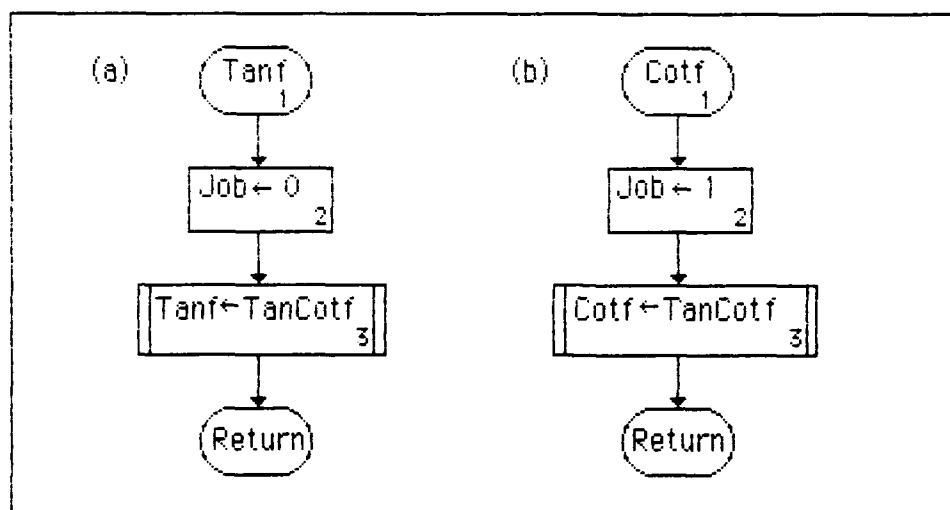 (a)
Tanf
1
Job ← 0
2
Tanf←TanCotf
3
Return
(b)
Cotf
1
Job ← 1
2
Cotf←TanCotf
3
Return